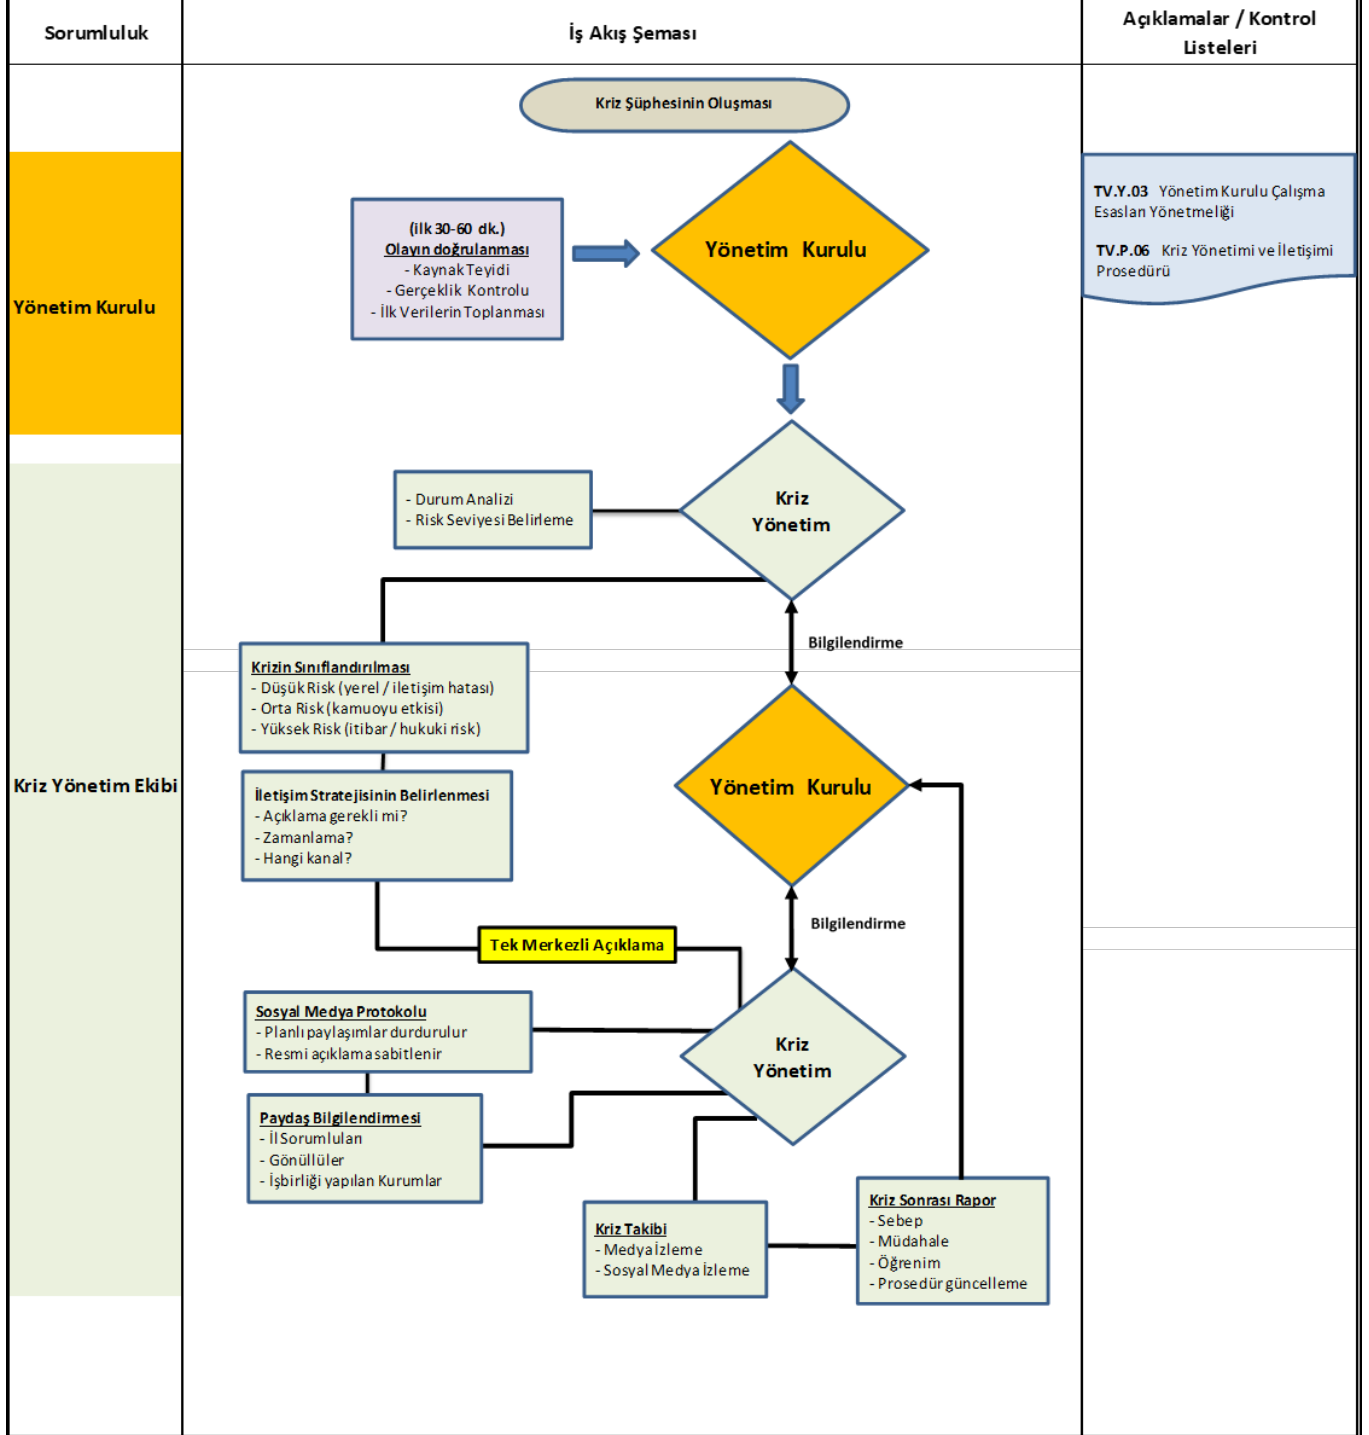 Sorumluluk
İş Akış Şeması
Açıklamalar / Kontrol
Listeleri
Kriz Şüphesinin Oluşması
Yönetim Kurulu
(ilk 30-60 dk.)
Olayın doğrulanması
- Kaynak Teyidi
- Gerçeklik Kontrolu
- İlk Verilerin Toplanması
Yönetim Kurulu
TV.Y.03 Yönetim Kurulu Çalışma
Esasları Yönetmeliği
TV.P.06 Kriz Yönetimi ve İletişimi
Prosedürü
- Durum Analizi
- Risk Seviyesi Belirleme
Kriz
Yönetim
Bilgilendirme
Krizin Sınıflandırılması
- Düşük Risk (yerel / iletişim hatası)
- Orta Risk (kamuoyu etkisi)
- Yüksek Risk (itibar / hukuki risk)
Kriz Yönetim Ekibi
İletişim Stratejisinin Belirlenmesi
- Açıklama gerekli mi?
- Zamanlama?
- Hangi kanal?
Yönetim Kurulu
Bilgilendirme
Tek Merkezli Açıklama
Sosyal Medya Protokolu
- Planlı paylaşımlar durdurulur
- Resmi açıklama sabitlenir
Kriz
Yönetim
Paydaş Bilgilendirmesi
- İl Sorumluları
- Gönüllüler
- İşbirliği yapılan Kurumlar
Kriz Takibi
- Medya İzleme
- Sosyal Medya İzleme
Kriz Sonrası Rapor
- Sebep
- Müdahale
- Öğrenim
- Prosedür güncelleme